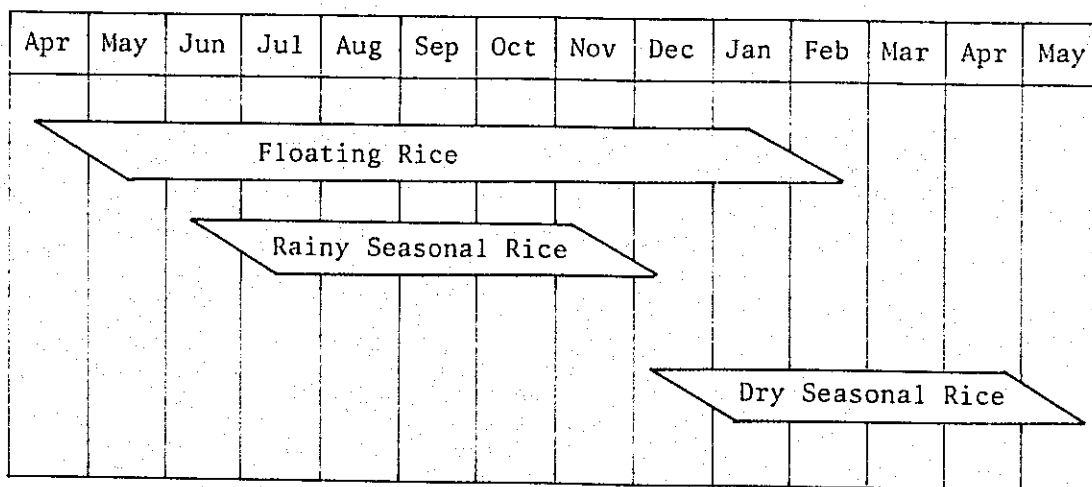 Apr May Jun Jul Aug Sep Oct Nov Dec Jan Feb Mar Apr May
Floating Rice
Rainy Seasonal Rice
Dry Seasonal Rice